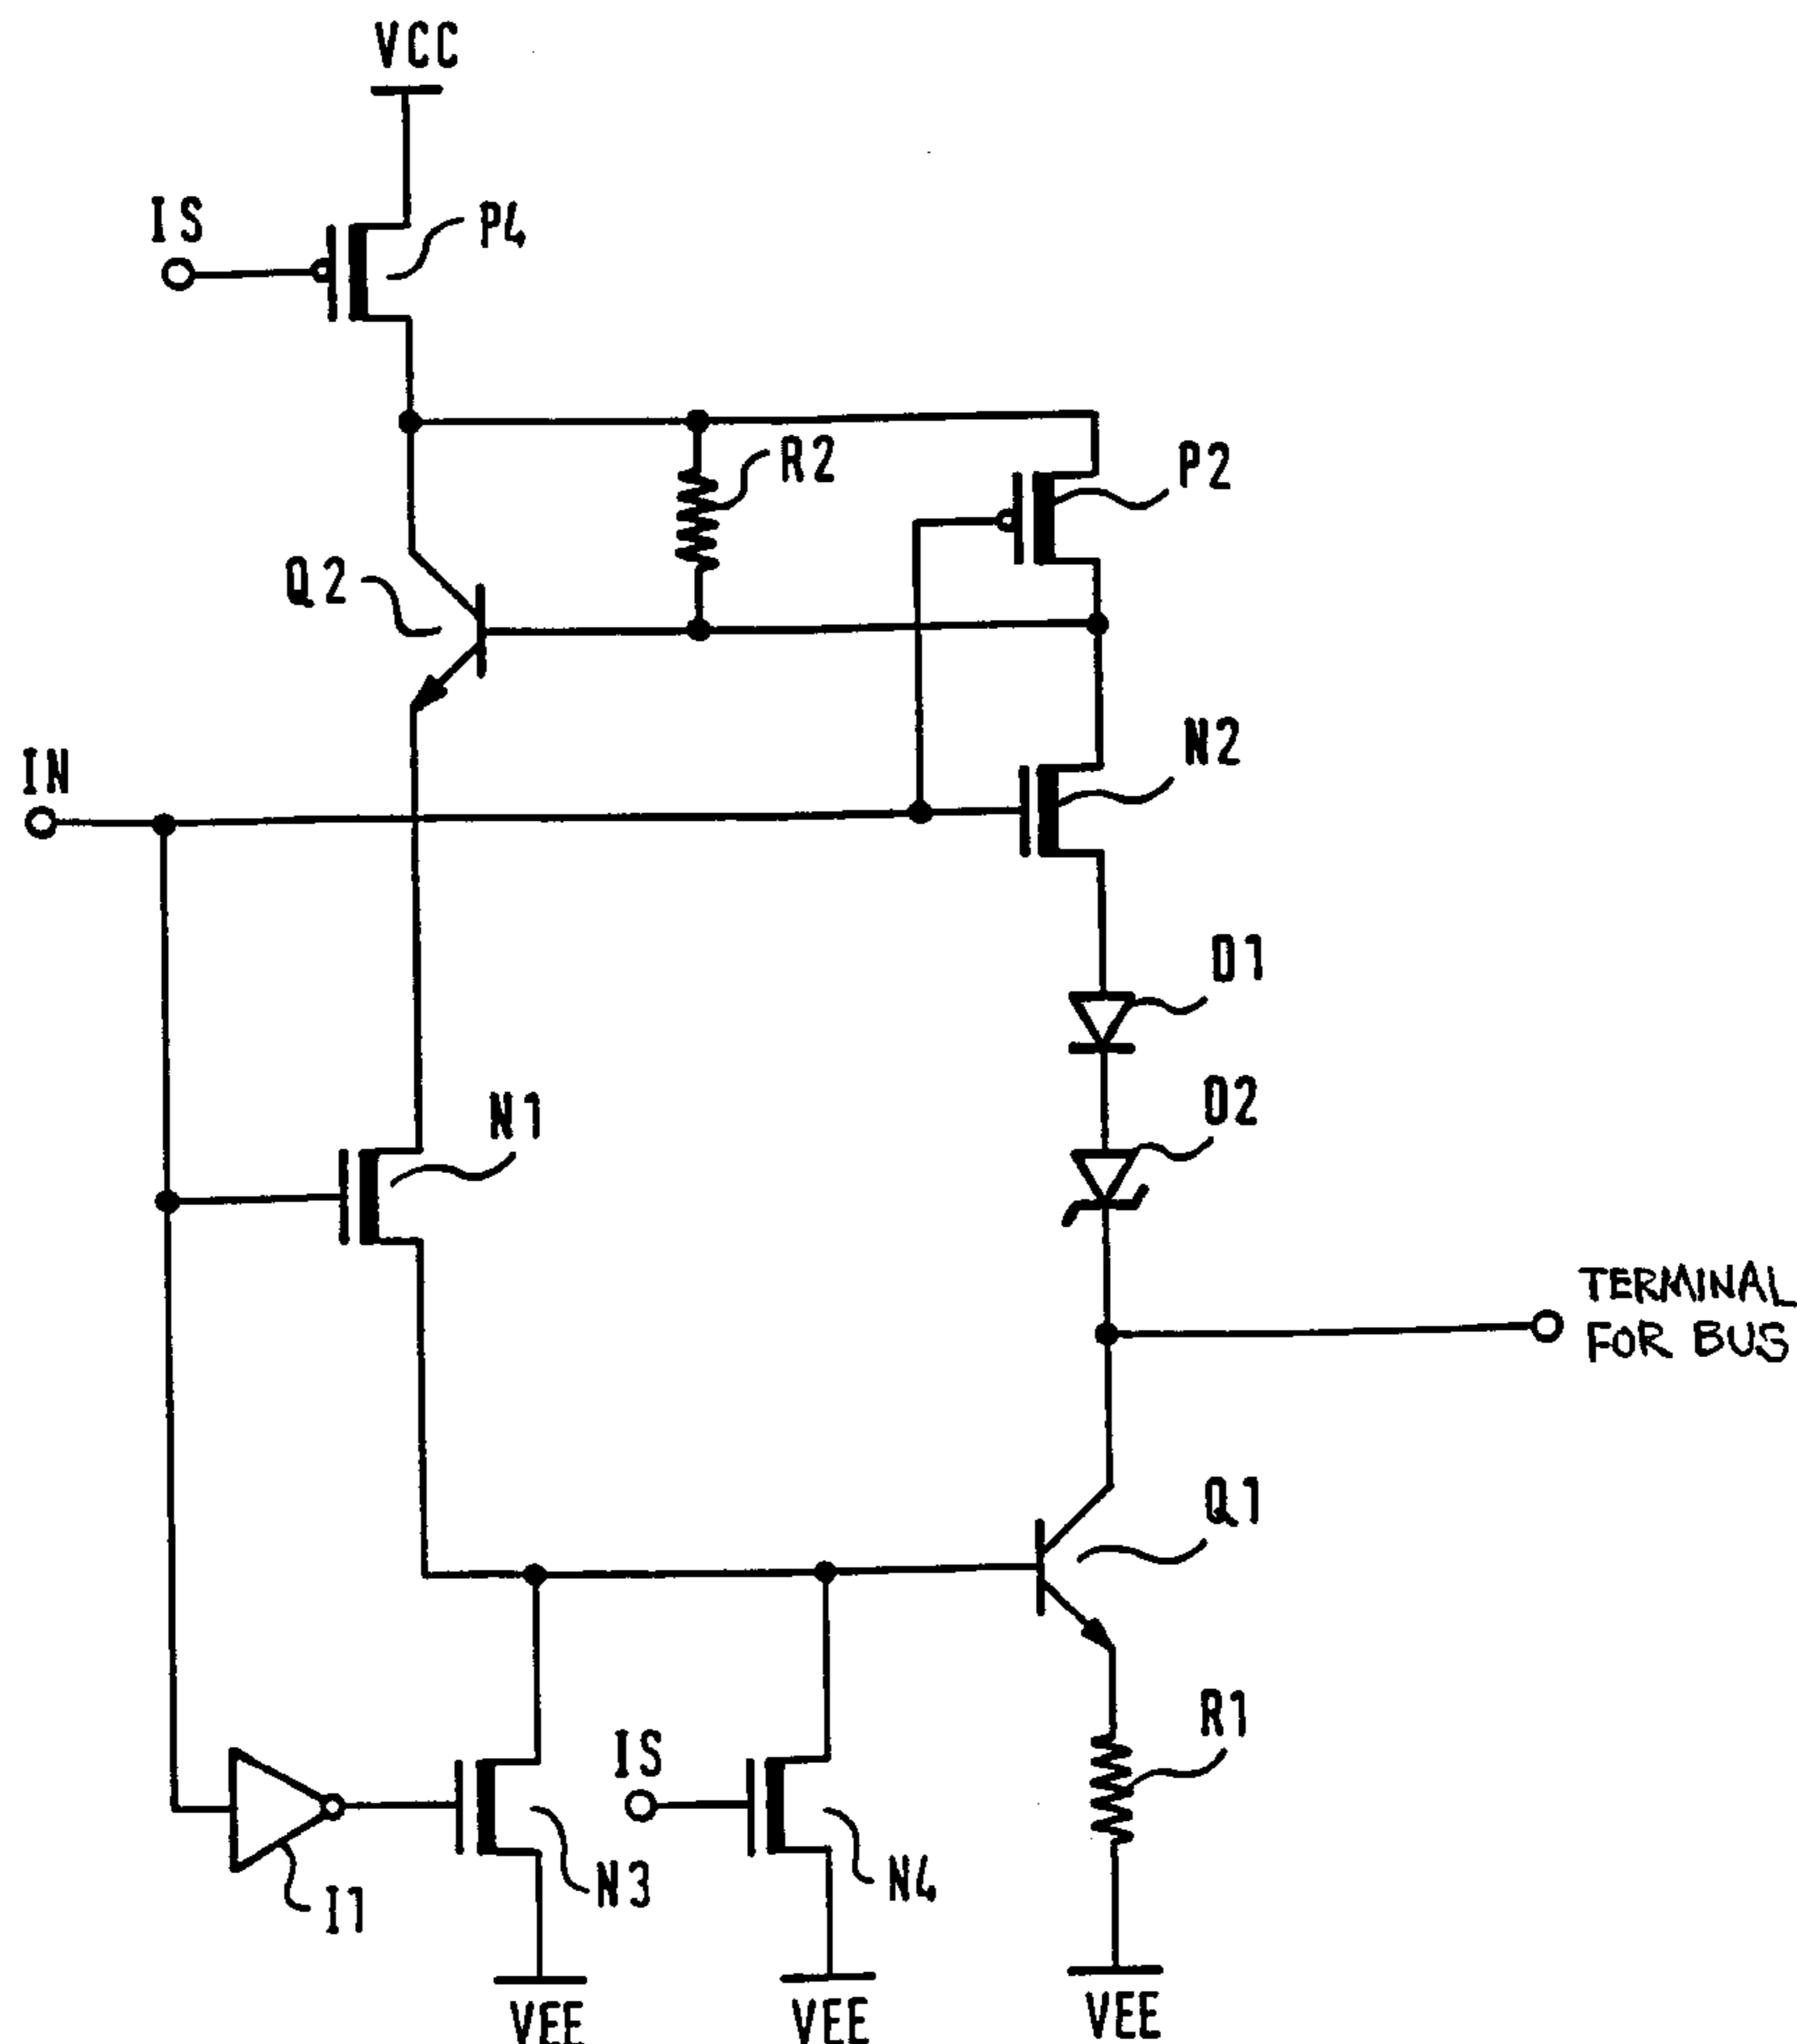 VCC
IS
P4
R2
P2
Q2
N2
IN
D1
N1
D2
TERMINAL
FOR BUS
Q1
R1
IS
I1
N3
N4
VEE
VEE
VEE